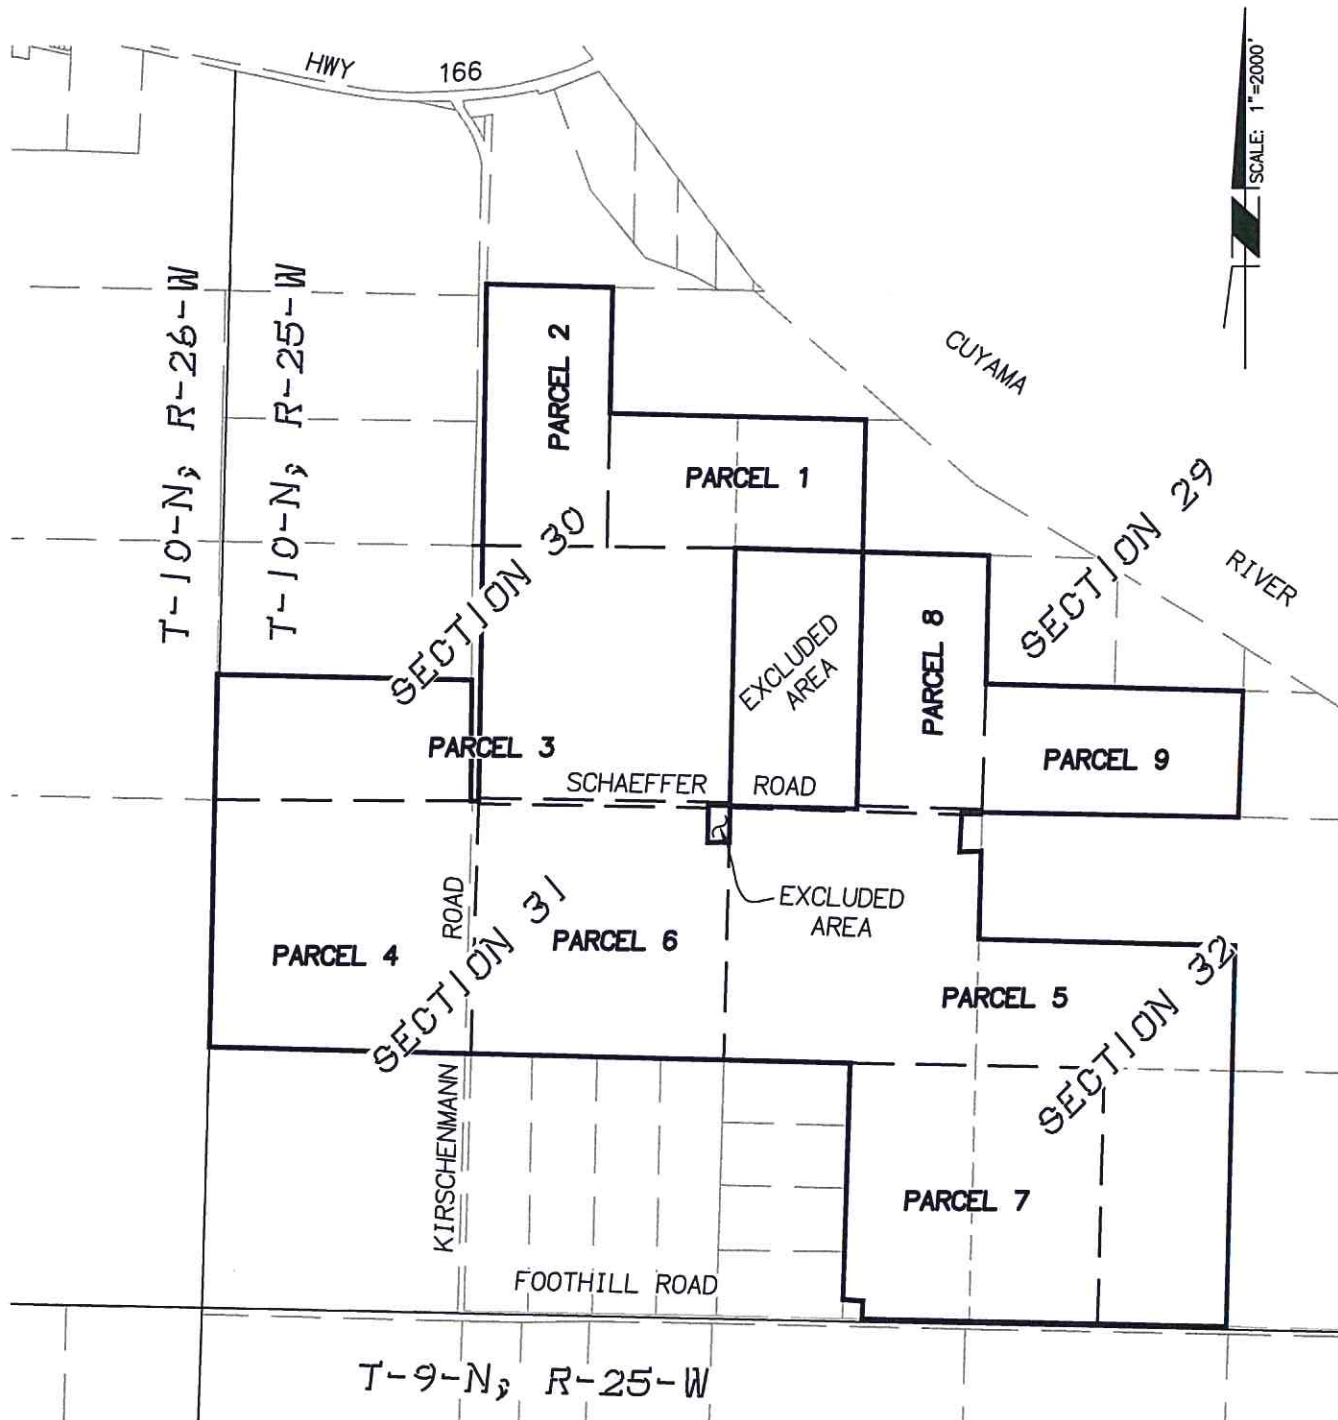 HWY 166
SCALE: 1"=2000'
T-10-N; R-26-W
T-10-N; R-25-W
PARCEL 2
CUYAMA
RIVER
PARCEL 1
SECTION 30
SECTION 29
EXCLUDED
AREA
PARCEL 8
PARCEL 3
PARCEL 9
SCHAEFFER ROAD
EXCLUDED
AREA
ROAD
KIRSCHENMANN
PARCEL 4
SECTION 31
PARCEL 6
PARCEL 5
SECTION 32
PARCEL 7
FOOTHILL ROAD
T-9-N; R-25-W